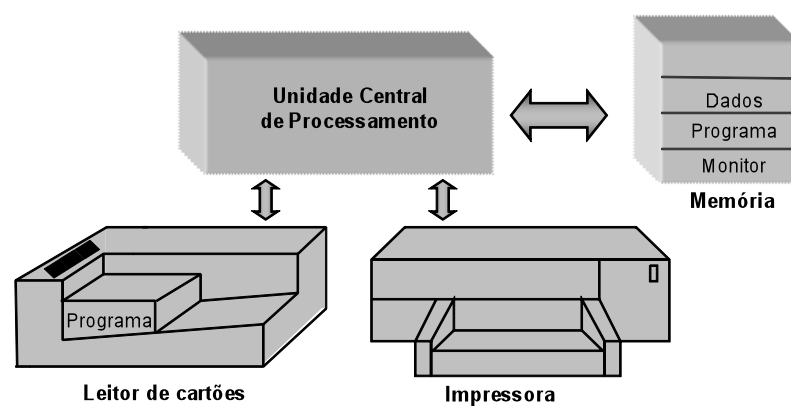 Unidade Central
de Processamento
Dados
Programa
Monitor
Memória
Programa
Leitor de cartões
Impressora